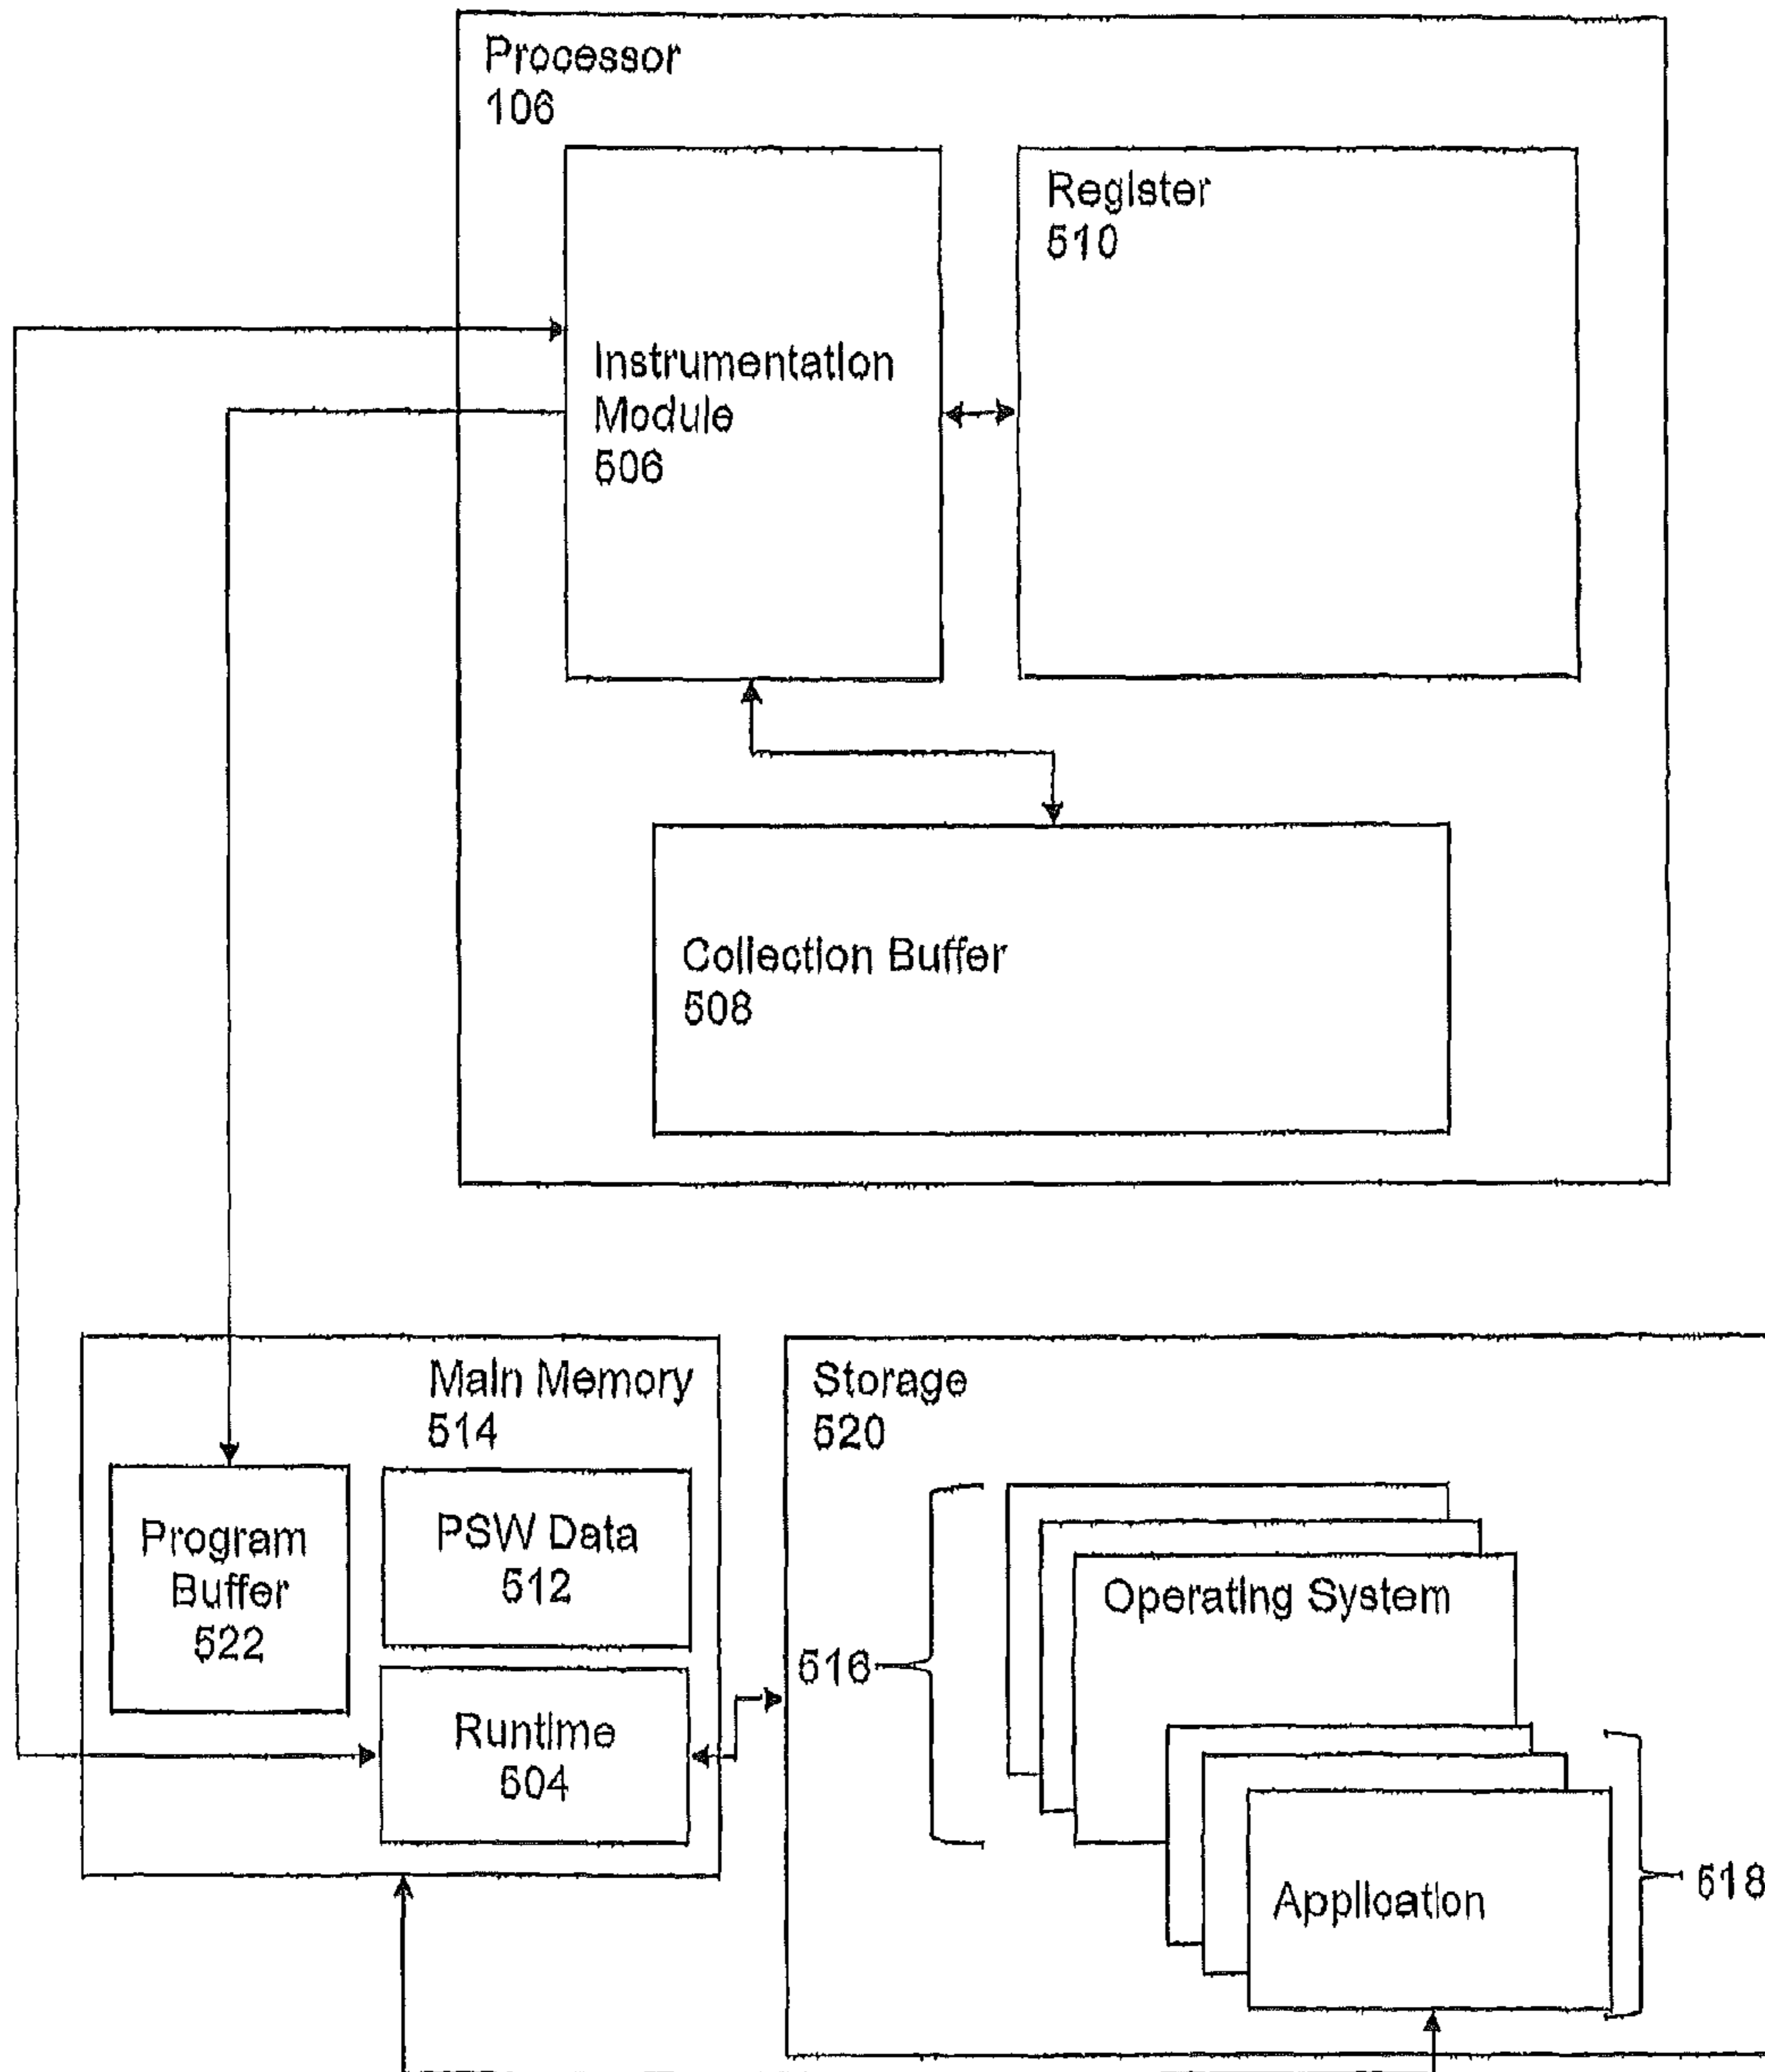 Processor
106
Register
510
Instrumentation
Module
506
Collection Buffer
508
Main Memory
514
Storage
520
Program
Buffer
522
PSW Data
512
Operating System
516
Runtime
504
Application
518